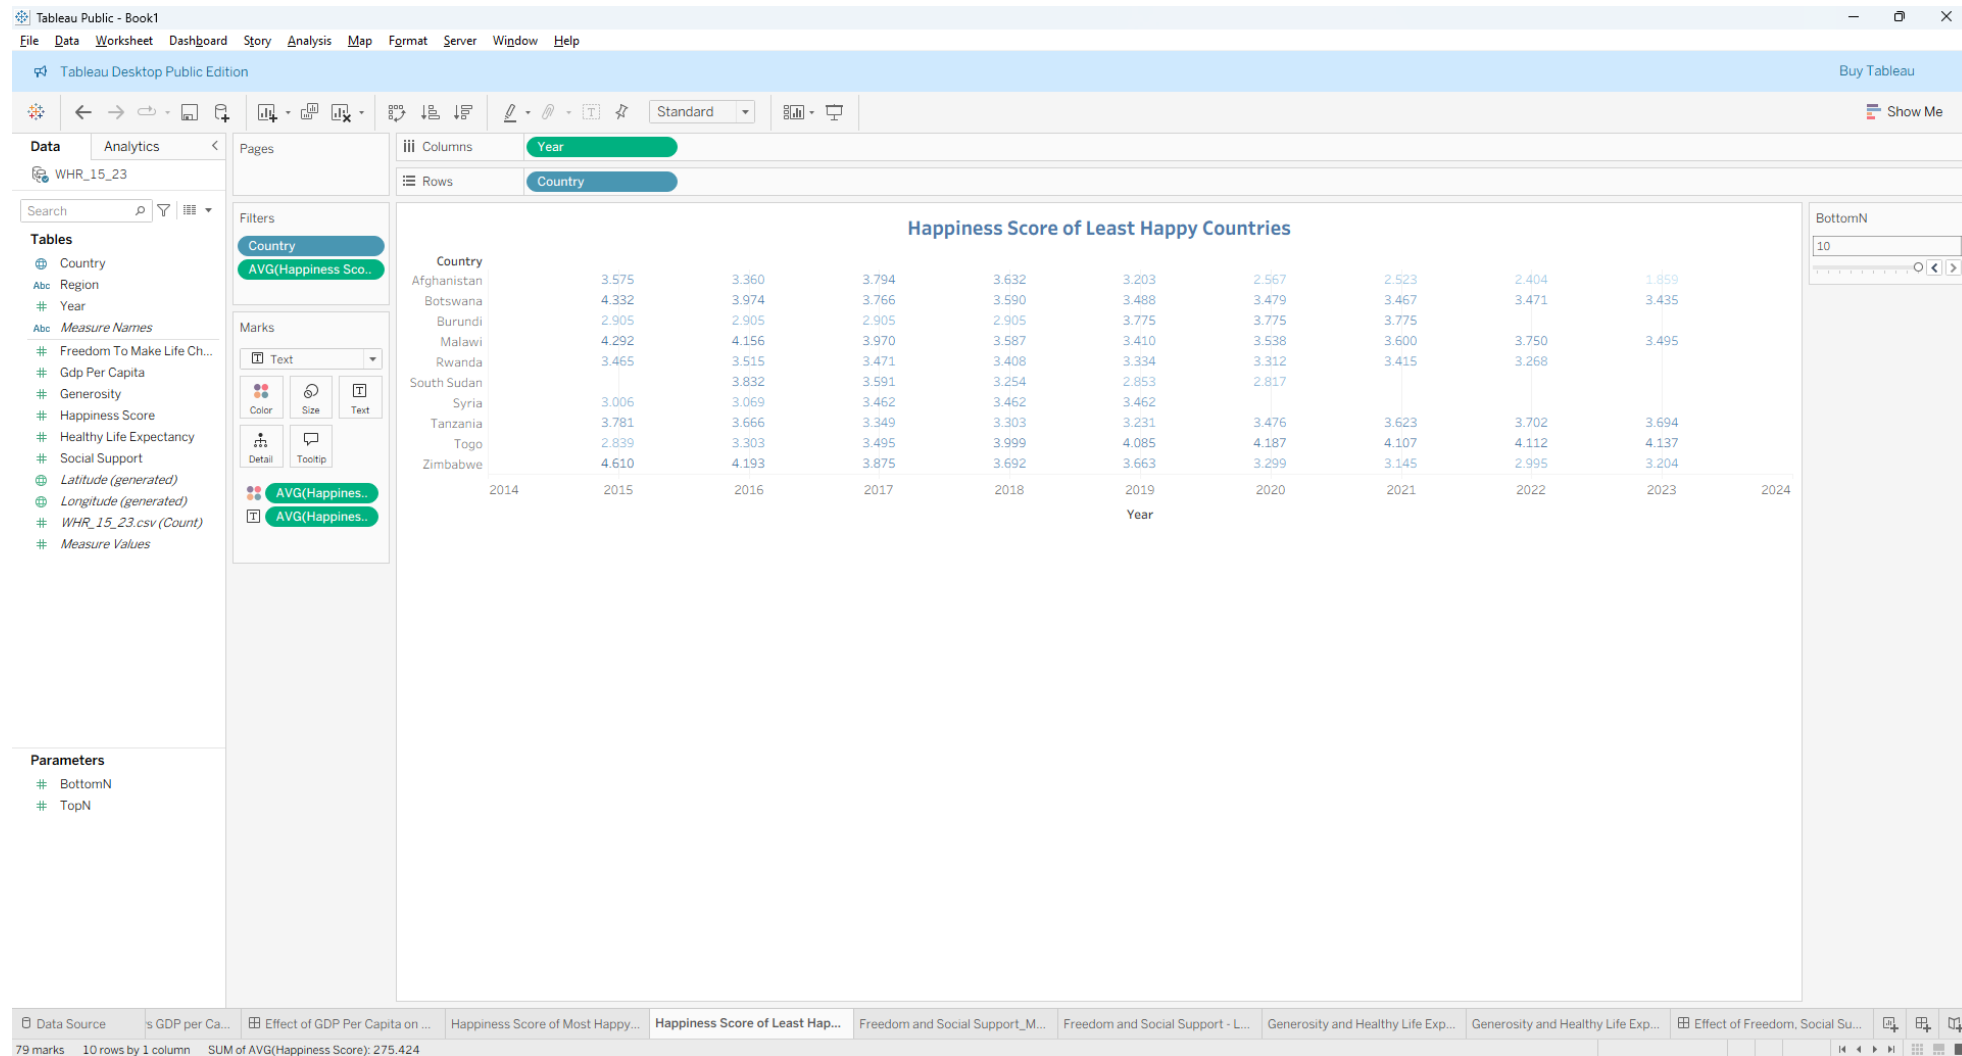 Tableau Public - Book1
File Data Worksheet Dashboard Story Analysis Map Format Server Window Help
Tableau Desktop Public Edition
Buy Tableau
Standard
Show Me
Data
Analytics
WHR_15_23
Search
Tables
Country
Abc Region
# Year
Abc Measure Names
# Freedom To Make Life Ch...
# Gdp Per Capita
# Generosity
# Happiness Score
# Healthy Life Expectancy
# Social Support
Latitude (generated)
Longitude (generated)
# WHR_15_23.csv (Count)
# Measure Values
Parameters
# BottomN
# TopN
Pages
Filters
Country
AVG(Happiness Sco..
Marks
T Text
Color Size Text
Detail Tooltip
AVG(Happines..
T AVG(Happines..
Columns Year
Rows Country
Happiness Score of Least Happy Countries
Country
Afghanistan 3.575 3.360 3.794 3.632 3.203 2.567 2.523 2.404 1.859
Botswana 4.332 3.974 3.766 3.590 3.488 3.479 3.467 3.471 3.435
Burundi 2.905 2.905 2.905 2.905 3.775 3.775 3.775
Malawi 4.292 4.156 3.970 3.587 3.410 3.538 3.600 3.750 3.495
Rwanda 3.465 3.515 3.471 3.408 3.334 3.312 3.415 3.268
South Sudan 3.832 3.591 3.254 2.853 2.817
Syria 3.006 3.069 3.462 3.462 3.462
Tanzania 3.781 3.666 3.349 3.303 3.231 3.476 3.623 3.702 3.694
Togo 2.839 3.303 3.495 3.999 4.085 4.187 4.107 4.112 4.137
Zimbabwe 4.610 4.193 3.875 3.692 3.663 3.299 3.145 2.995 3.204
2014 2015 2016 2017 2018 2019 2020 2021 2022 2023 2024
Year
BottomN
10
Data Source
s GDP per Ca...
Effect of GDP Per Capita on ...
Happiness Score of Most Happy...
Happiness Score of Least Hap...
Freedom and Social Support_M...
Freedom and Social Support - L...
Generosity and Healthy Life Exp...
Generosity and Healthy Life Exp...
Effect of Freedom, Social Su...
79 marks 10 rows by 1 column SUM of AVG(Happiness Score): 275.424